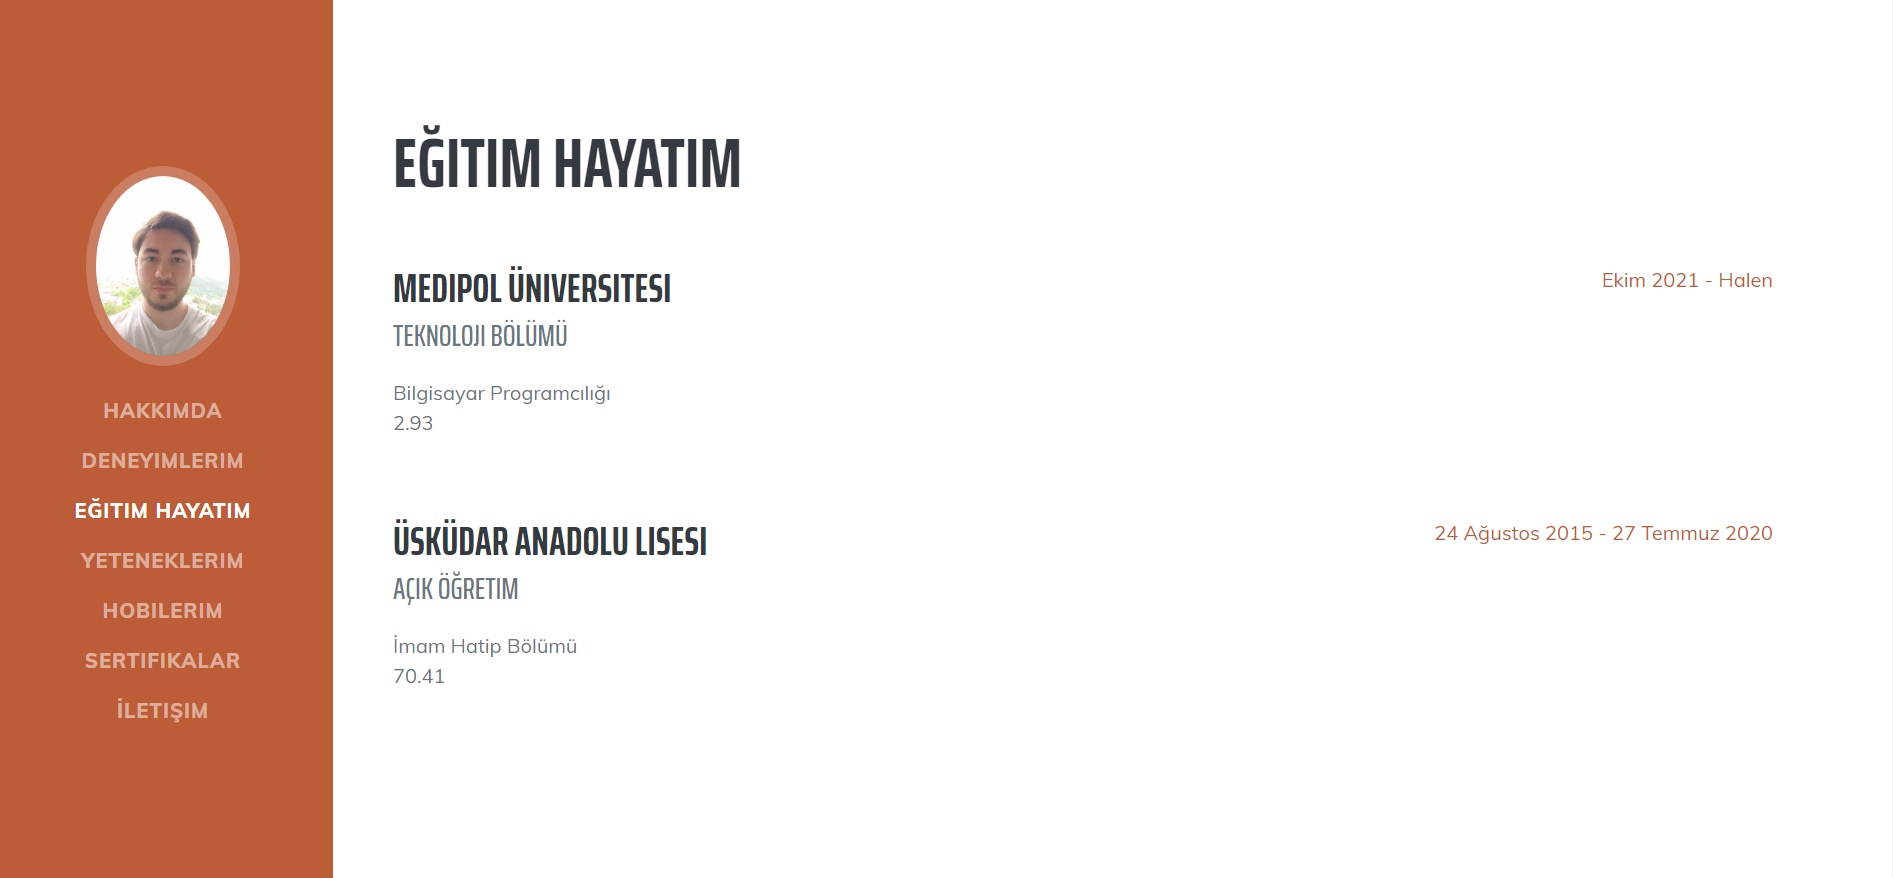 HAKKIMDA
DENEYIMLERIM
EĞITIM HAYATIM
YETENEKLERIM
HOBILERIM
SERTIFIKALAR
İLETIŞIM
EĞITIM HAYATIM
MEDIPOL ÜNIVERSITESI
Ekim 2021 - Halen
TEKNOLOJI BÖLÜMÜ
Bilgisayar Programcılığı
2.93
ÜSKÜDAR ANADOLU LISESI
24 Ağustos 2015 - 27 Temmuz 2020
AÇIK ÖĞRETIM
İmam Hatip Bölümü
70.41